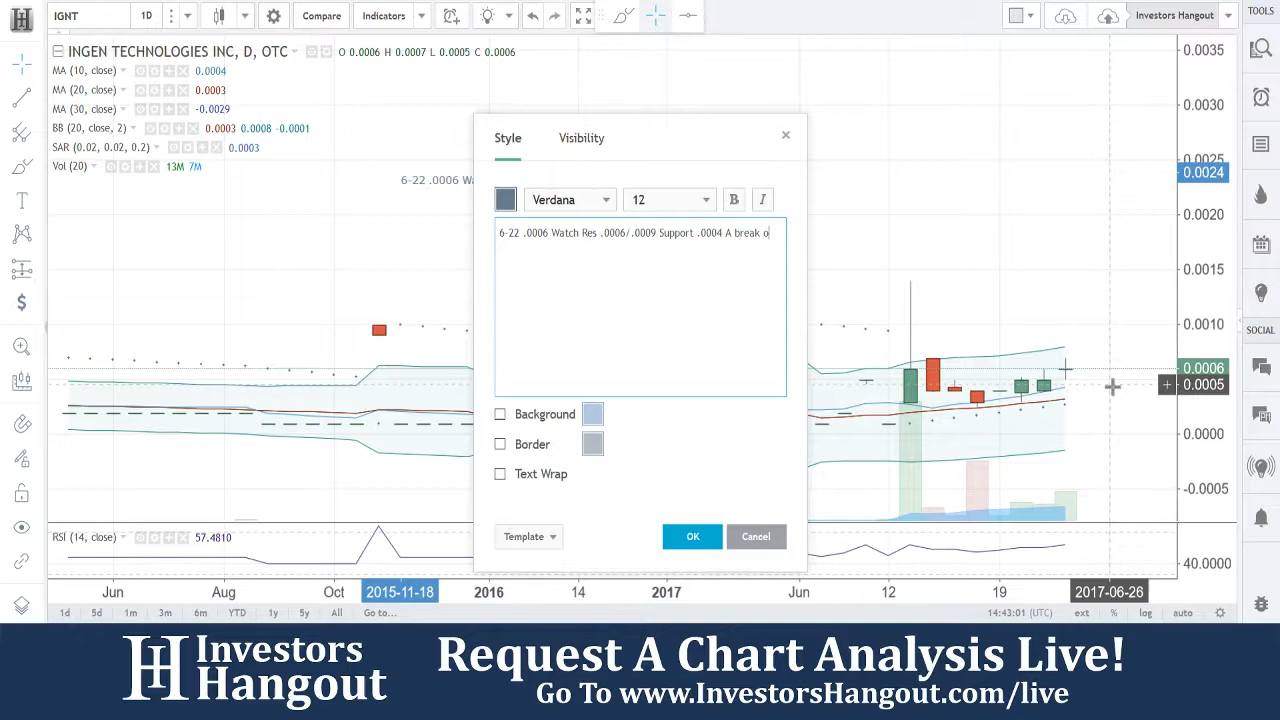 IGNT
1D
Compare
Indicators
Investors Hangout
TOOLS
INGEN TECHNOLOGIES INC, D, OTC
O 0.0006 H 0.0007 L 0.0005 C 0.0006
MA (10, close)
0.0004
MA (20, close)
0.0003
MA (30, close)
-0.0029
BB (20, close, 2)
0.0003 0.0008 -0.0001
SAR (0.02, 0.02, 0.2)
0.0003
Vol (20)
13M 7M
6-22 .0006 Wa
Style
Visibility
×
Verdana
12
B
I
6-22 .0006 Watch Res .0006/.0009 Support .0004 A break o
Background
Border
Text Wrap
Template
OK
Cancel
0.0035
0.0030
0.0025
0.0024
0.0020
0.0015
0.0010
0.0006
0.0005
0.0000
-0.0005
SOCIAL
RSI (14, close)
57.4810
40.0000
Jun
Aug
Oct
2015-11-18
2016
14
2017
Jun
12
19
2017-06-26
1d
5d
1m
3m
6m
YTD
1y
5y
All
Go to...
14:43:01 (UTC)
ext
%
log
auto
Investors
Hangout
Request A Chart Analysis Live!
Go To www.InvestorsHangout.com/live